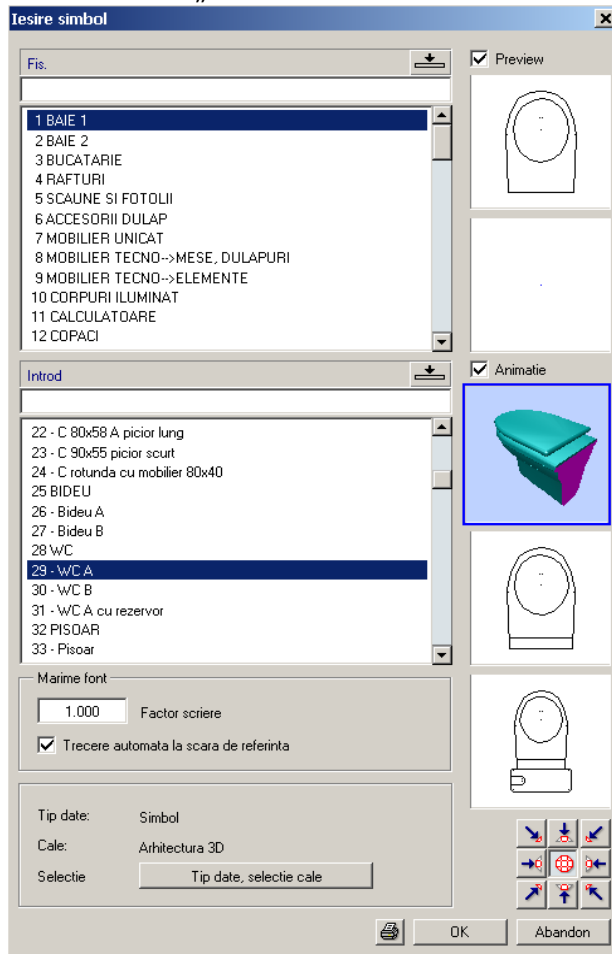 Iesire simbol
Fis.
Preview
1 BAIE 1
2 BAIE 2
3 BUCATARIE
4 RAFTURI
5 SCAUNE SI FOTOLII
6 ACCESORII DULAP
7 MOBILIER UNICAT
8 MOBILIER TECNO-->MESE, DULAPURI
9 MOBILIER TECNO-->ELEMENTE
10 CORPURI ILUMINAT
11 CALCULATOARE
12 COPACI
Introd
Animatie
22 - C 80x58 A picior lung
23 - C 90x55 picior scurt
24 - C rotunda cu mobilier 80x40
25 BIDEU
26 - Bideu A
27 - Bideu B
28 WC
29 - WC A
30 - WC B
31 - WC A cu rezervor
32 PISOAR
33 - Pisoar
Marime font
1.000 Factor scriere
Trecere automata la scara de referinta
Tip date: Simbol
Cale: Arhitectura 3D
Selectie Tip date, selectie cale
OK Abandon